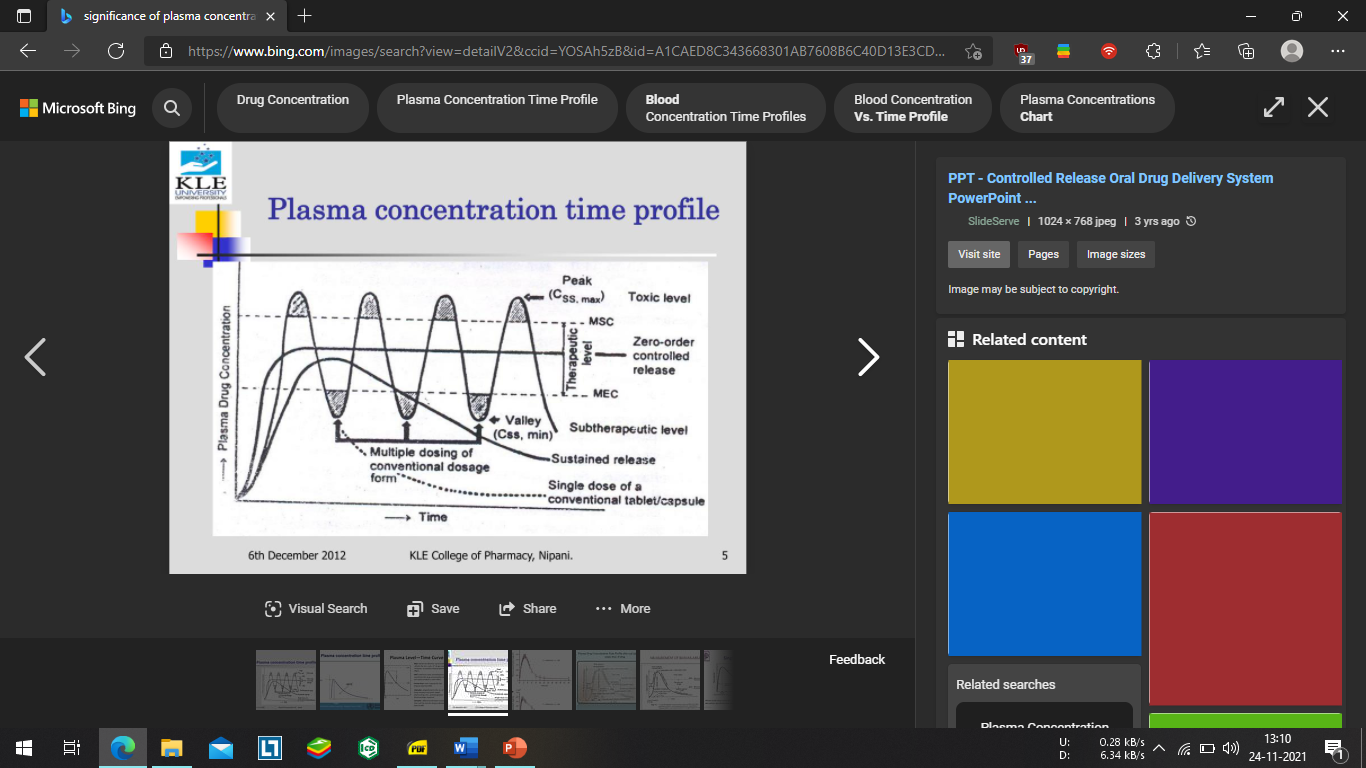 significance of plasma concentra
https://www.bing.com/images/search?view=detailV2&ccid=YOSAh5zB&id=A1CAED8C343668301AB7608B6C40D13E3CD...
37
Microsoft Bing
Drug Concentration
Plasma Concentration Time Profile
Blood
Concentration Time Profiles
Blood Concentration
Vs. Time Profile
Plasma Concentrations
Chart
KLE
UNIVERSITY
EMPOWERING PROFESSIONALS
Plasma concentration time profile
Peak
(CSS, max)
Toxic level
MSC
Therapeutic
level
Zero-order
controlled
release
MEC
Plasma Drug Concentration
Valley
(Css, min)
Subtherapeutic level
Multiple dosing of
conventional dosage
form
Sustained release
Single dose of a
conventional tablet/capsule
Time
6th December 2012
KLE College of Pharmacy, Nipani.
5
Visual Search
Save
Share
More
Feedback
PPT - Controlled Release Oral Drug Delivery System
PowerPoint ...
SlideServe | 1024 × 768 jpeg | 3 yrs ago
Visit site
Pages
Image sizes
Image may be subject to copyright.
Related content
Related searches
Plasma Concentration
PDF
U: 0.28 kB/s
D: 6.34 kB/s
13:10
24-11-2021
1